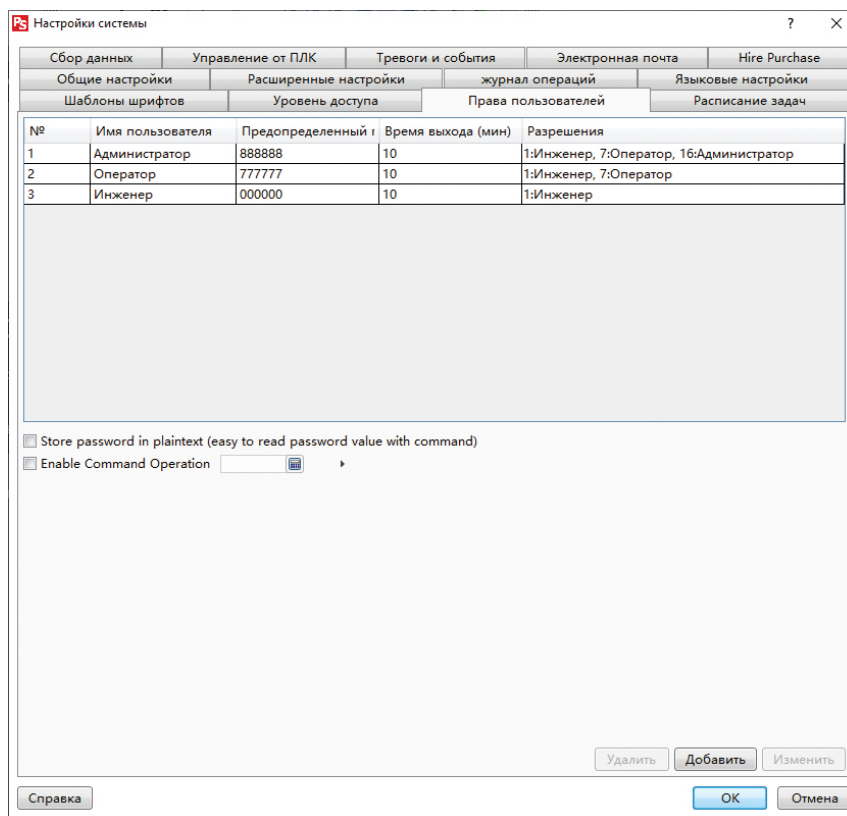 PS Настройки системы ? ×
Сбор данных Управление от ПЛК Тревоги и события Электронная почта Hire Purchase
Общие настройки Расширенные настройки журнал операций Языковые настройки
Шаблоны шрифтов Уровень доступа Права пользователей Расписание задач
№ Имя пользователя Предопределенный г Время выхода (мин) Разрешения
1 Администратор 888888 10 1:Инженер, 7:Оператор, 16:Администратор
2 Оператор 777777 10 1:Инженер, 7:Оператор
3 Инженер 000000 10 1:Инженер
Store password in plaintext (easy to read password value with command)
Enable Command Operation
Удалить Добавить Изменить
Справка OK Отмена